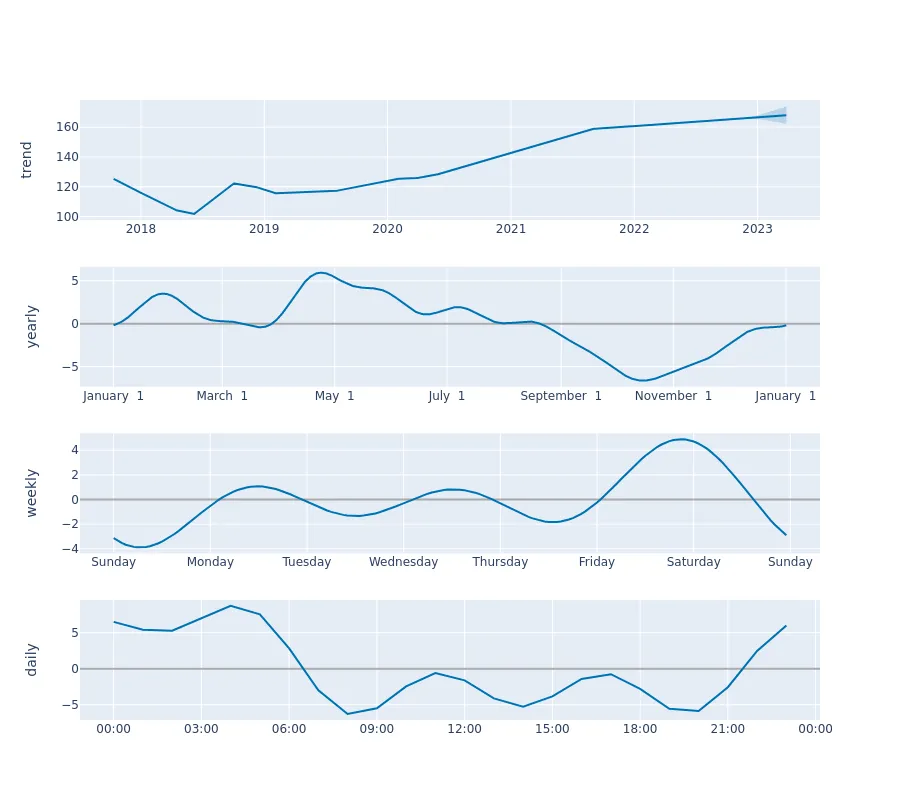 trend
160
140
120
100
2018 2019 2020 2021 2022 2023
yearly
5
0
−5
January 1 March 1 May 1 July 1 September 1 November 1 January 1
weekly
4
2
0
−2
−4
Sunday Monday Tuesday Wednesday Thursday Friday Saturday Sunday
daily
5
0
−5
00:00 03:00 06:00 09:00 12:00 15:00 18:00 21:00 00:00